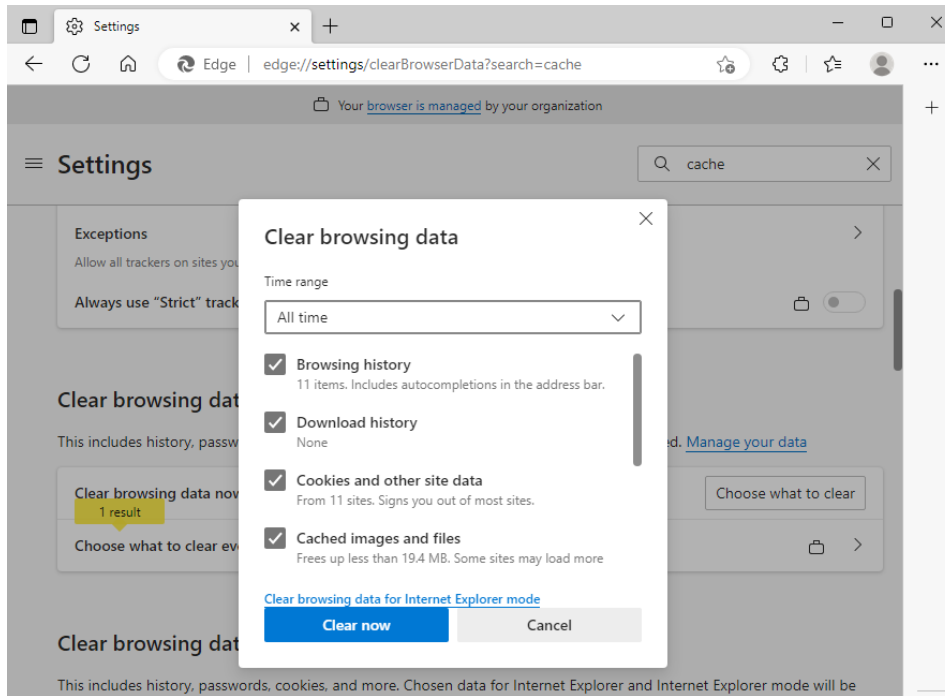 Settings
Edge
edge://settings/clearBrowserData?search=cache
Your browser is managed by your organization
Settings
cache
Exceptions
Allow all trackers on sites you
Always use “Strict” track
Clear browsing data
Time range
All time
Browsing history
11 items. Includes autocompletions in the address bar.
Download history
None
Cookies and other site data
From 11 sites. Signs you out of most sites.
Cached images and files
Frees up less than 19.4 MB. Some sites may load more
Clear browsing data for Internet Explorer mode
Clear now
Cancel
Clear browsing dat
This includes history, passw
ed. Manage your data
Clear browsing data now
Choose what to clear
1 result
Choose what to clear eve
Clear browsing dat
This includes history, passwords, cookies, and more. Chosen data for Internet Explorer and Internet Explorer mode will be